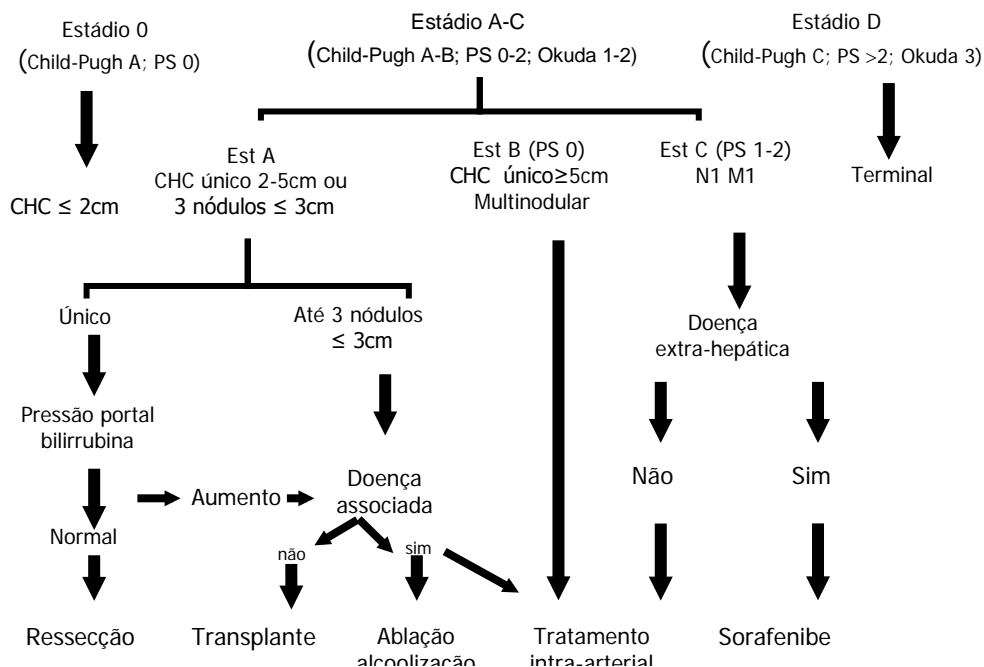 Estádio 0
(Child-Pugh A; PS 0)
Estádio A-C
(Child-Pugh A-B; PS 0-2; Okuda 1-2)
Estádio D
(Child-Pugh C; PS >2; Okuda 3)
CHC ≤ 2cm
Est A
CHC único 2-5cm ou
3 nódulos ≤ 3cm
Est B (PS 0)
CHC único≥5cm
Multinodular
Est C (PS 1-2)
N1 M1
Terminal
Único
Até 3 nódulos
≤ 3cm
Doença
extra-hepática
Pressão portal
bilirrubina
Aumento
Doença
associada
Não
Sim
Normal
não
sim
Ressecção
Transplante
Ablação
alcoolização
Tratamento
intra-arterial
Sorafenibe